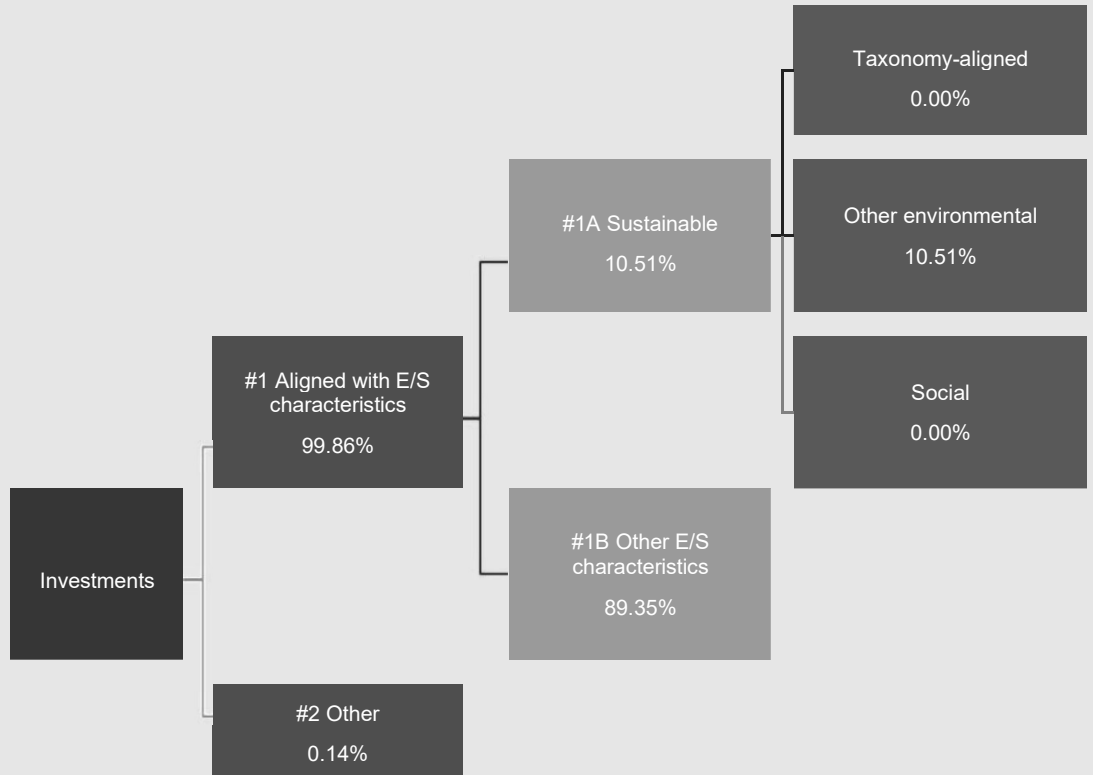 Investments
#1 Aligned with E/S
characteristics
99.86%
#2 Other
0.14%
#1A Sustainable
10.51%
#1B Other E/S
characteristics
89.35%
Taxonomy-aligned
0.00%
Other environmental
10.51%
Social
0.00%